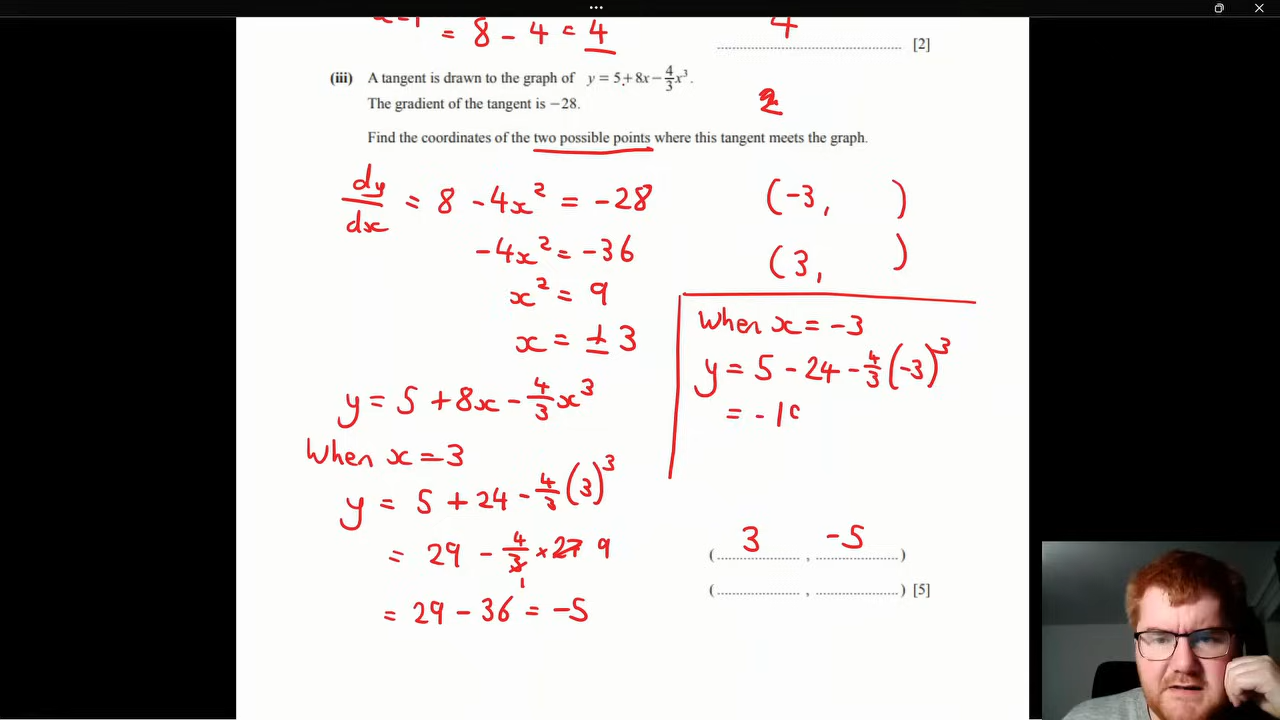 = 8 - 4 = 4
4
[2]
(iii) A tangent is drawn to the graph of y = 5 + 8x − 4/3 x³.
The gradient of the tangent is −28.
2
Find the coordinates of the two possible points where this tangent meets the graph.
dy/dx = 8 - 4x² = -28
-4x² = -36
x² = 9
x = ± 3
y = 5 + 8x - 4/3 x³
When x = 3
y = 5 + 24 - 4/3 (3)³
= 29 - 4/3 × 27 9
1
= 29 - 36 = -5
(-3, )
(3, )
When x = -3
y = 5 - 24 - 4/3 (-3)³
= - 1
( 3 , -5 )
( , ) [5]